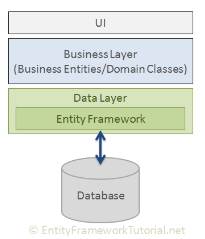 UI
Business Layer
(Business Entities/Domain Classes)
Data Layer
Entity Framework
Database
© EntityFrameworkTutorial.net